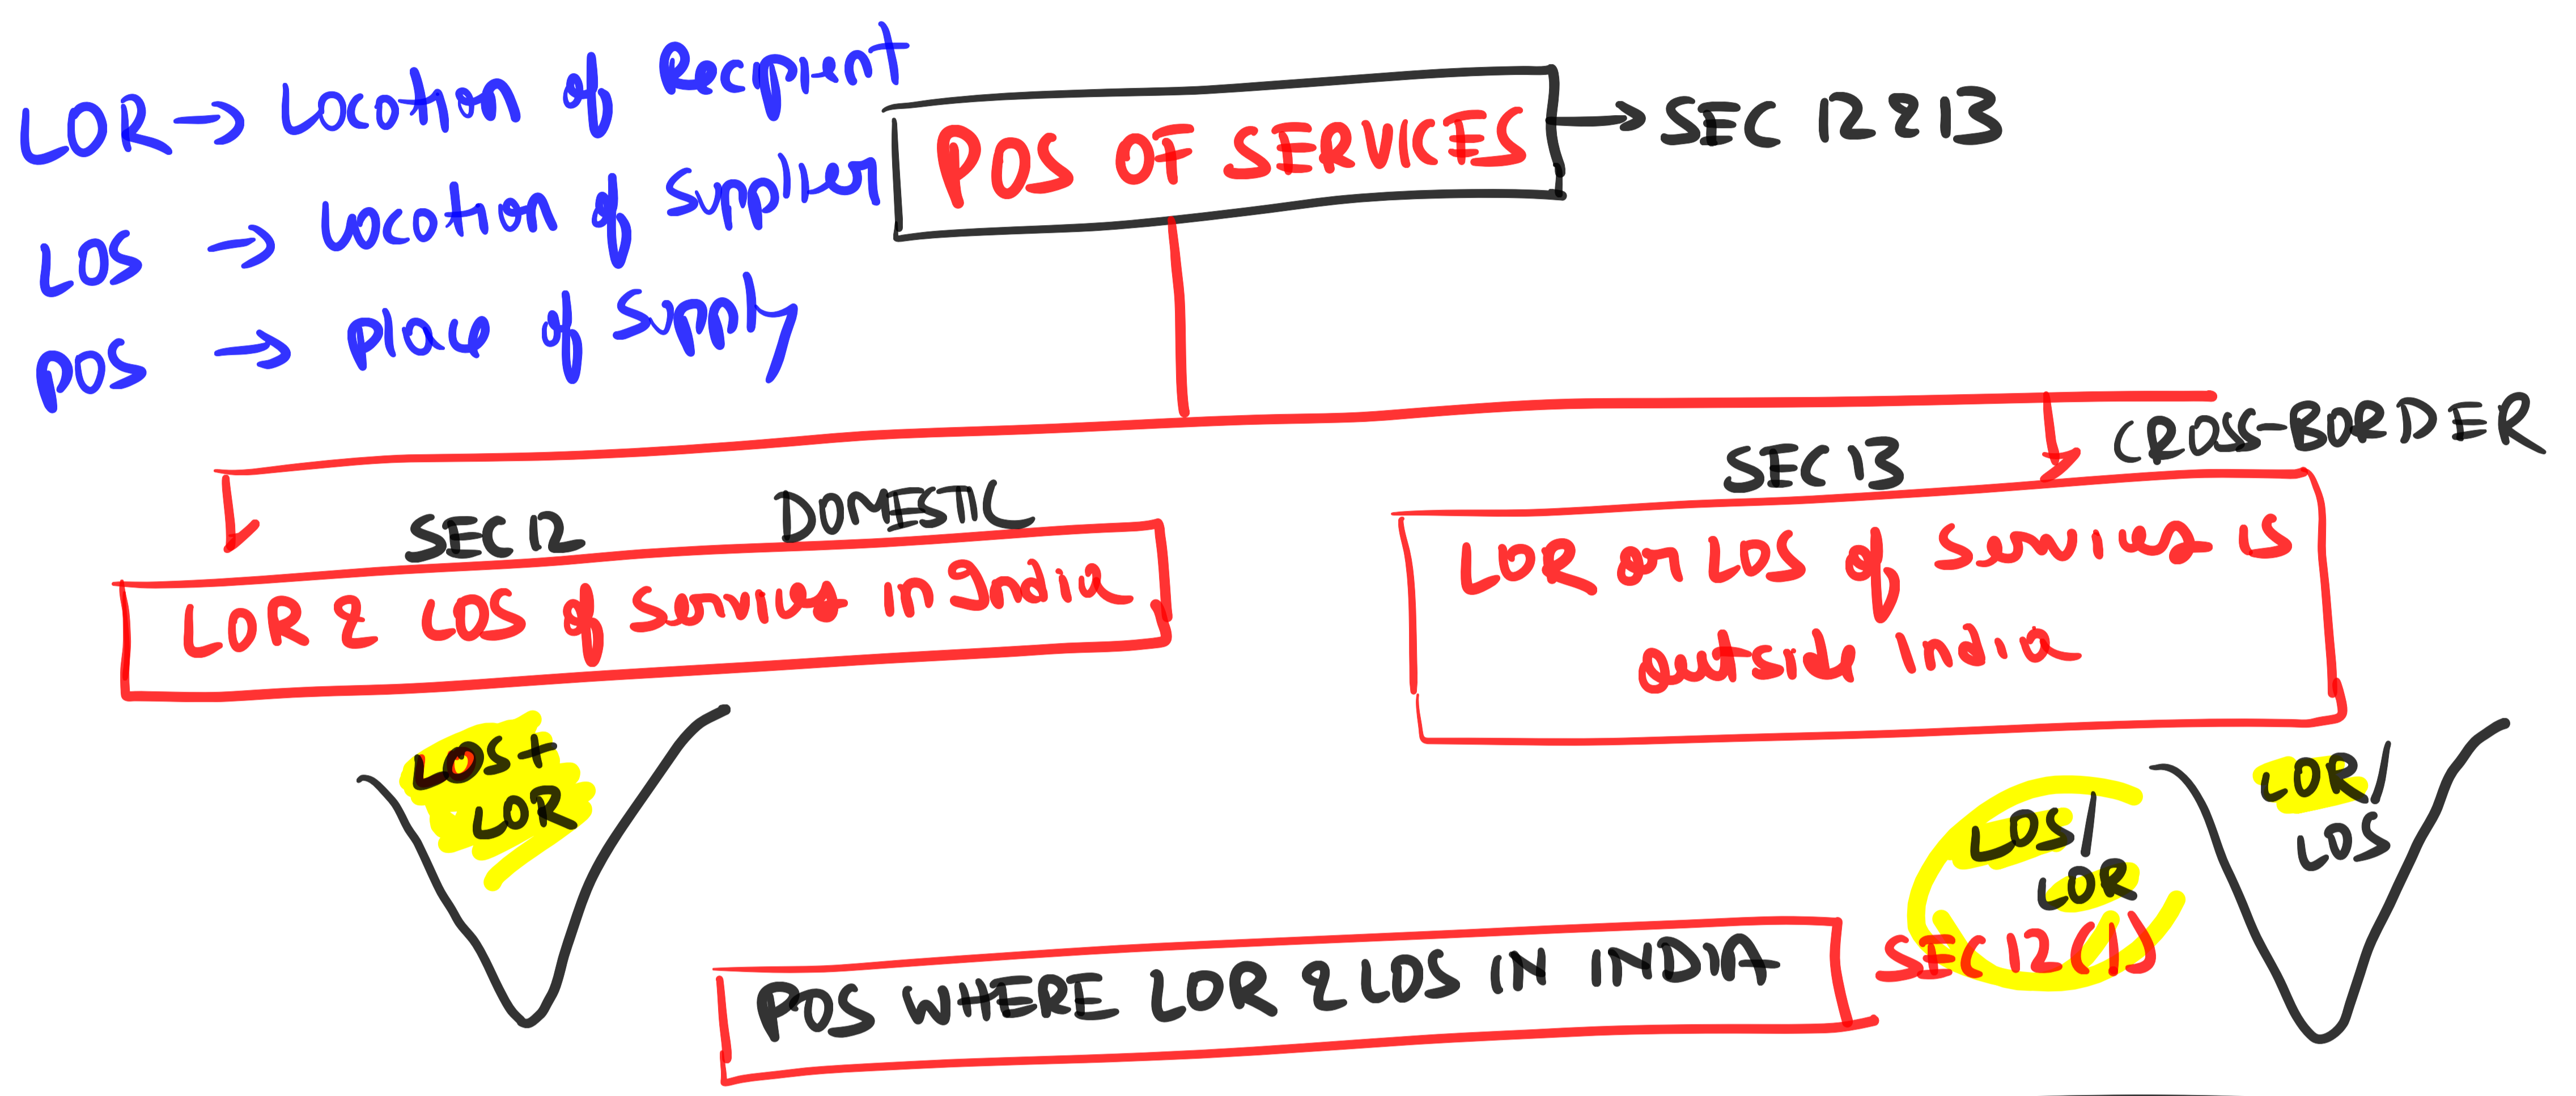 LOR → Location of Recipient
LOS → Location of Supplier
POS → Place of Supply
POS OF SERVICES → SEC 12 & 13
SEC 12 DOMESTIC
LOR & LOS of Services in India
SEC 13 CROSS-BORDER
LOR or LOS of Services is
outside India
LOS +
LOR
LOS/
LOR
LOR/
LOS
POS WHERE LOR & LOS IN INDIA
SEC 12(1)